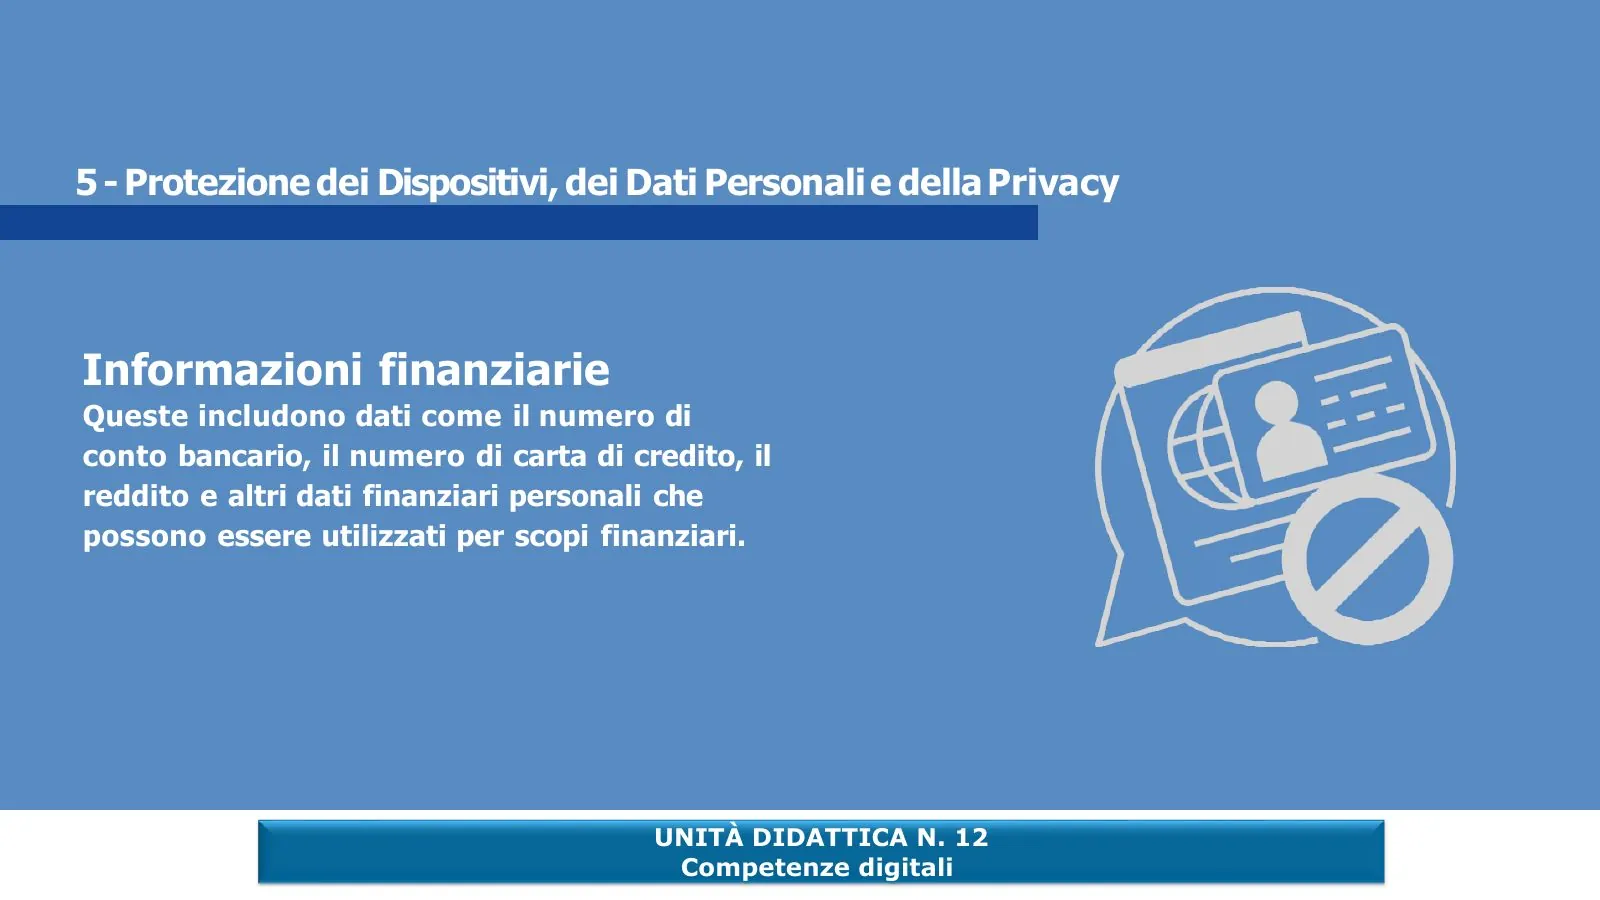 5 - Protezione dei Dispositivi, dei Dati Personali e della Privacy
Informazioni finanziarie
Queste includono dati come il numero di
conto bancario, il numero di carta di credito, il
reddito e altri dati finanziari personali che
possono essere utilizzati per scopi finanziari.
UNITÀ DIDATTICA N. 12
Competenze digitali